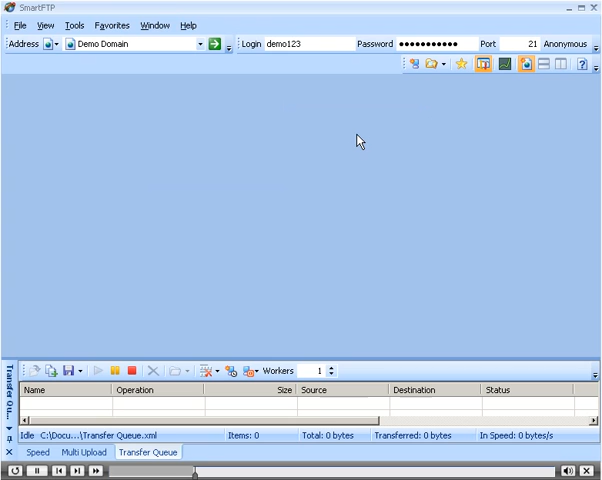 SmartFTP
File View Tools Favorites Window Help
Address Demo Domain Login demo123 Password ●●●●●●●●●●● Port 21 Anonymous
Workers 1
Name Operation Size Source Destination Status
Transfer Qu...
Idle C:\Docu...\Transfer Queue.xml Items: 0 Total: 0 bytes Transferred: 0 bytes In Speed: 0 bytes/s
Speed Multi Upload Transfer Queue